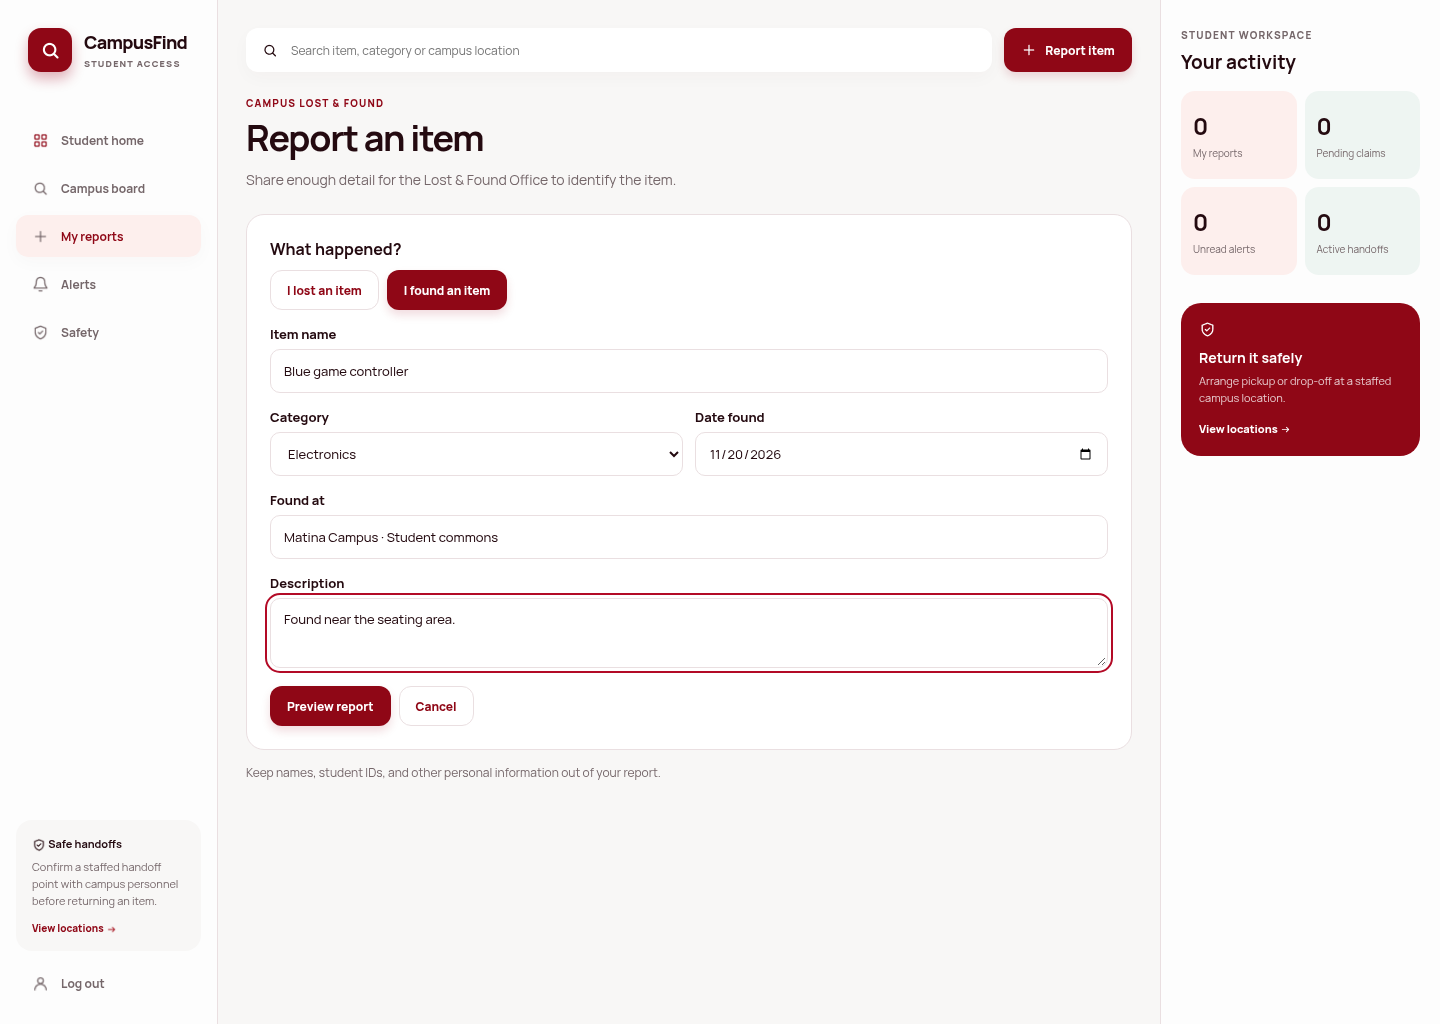 CampusFind
STUDENT ACCESS
Student home
Campus board
My reports
Alerts
Safety
Safe handoffs
Confirm a staffed handoff
point with campus personnel
before returning an item.
View locations →
Log out
Search item, category or campus location
+ Report item
CAMPUS LOST & FOUND
Report an item
Share enough detail for the Lost & Found Office to identify the item.
What happened?
I lost an item
I found an item
Item name
Blue game controller
Category
Date found
Electronics
11/20/2026
Found at
Matina Campus · Student commons
Description
Found near the seating area.
Preview report
Cancel
Keep names, student IDs, and other personal information out of your report.
STUDENT WORKSPACE
Your activity
0
My reports
0
Pending claims
0
Unread alerts
0
Active handoffs
Return it safely
Arrange pickup or drop-off at a staffed
campus location.
View locations →